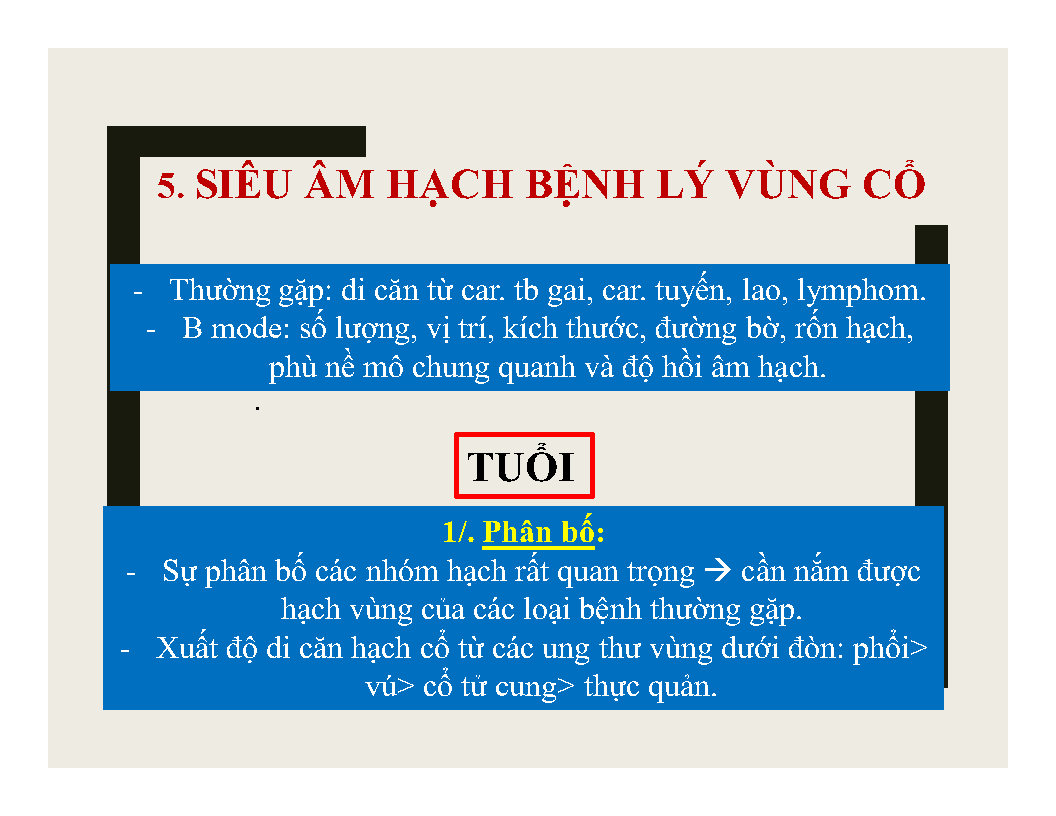 5. SIÊU ÂM HẠCH BỆNH LÝ VÙNG CỔ
- Thường gặp: di căn từ car. tb gai, car. tuyến, lao, lymphom.
- B mode: số lượng, vị trí, kích thước, đường bờ, rốn hạch,
phù nề mô chung quanh và độ hồi âm hạch.
.
TUỔI
1/. Phân bố:
- Sự phân bố các nhóm hạch rất quan trọng → cần nắm được
hạch vùng của các loại bệnh thường gặp.
- Xuất độ di căn hạch cổ từ các ung thư vùng dưới đòn: phổi>
vú> cổ tử cung> thực quản.